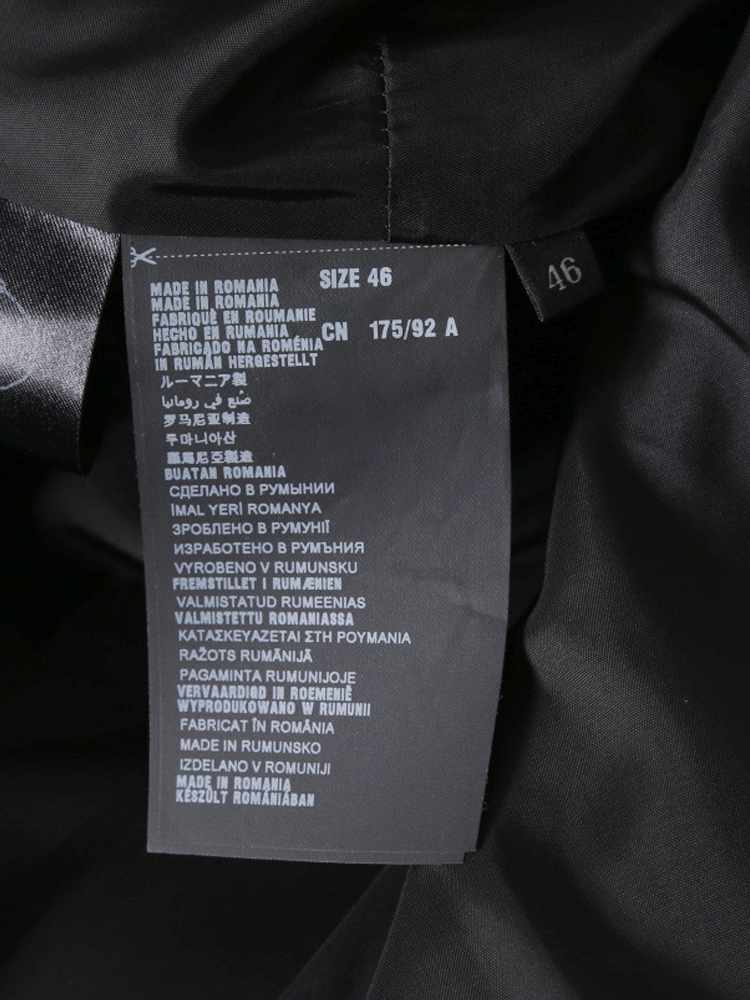 MADE IN ROMANIA
SIZE 46
MADE IN ROMANIA
FABRIQUÉ EN ROUMANIE
HECHO EN RUMANIA
CN 175/92 A
FABRICADO NA ROMÉNIA
IN RUMÄN HERGESTELLT
ルーマニア製
صنع في رومانيا
罗马尼亚制造
루마니아산
羅馬尼亞製造
BUATAN ROMANIA
СДЕЛАНО В РУМЫНИИ
İMAL YERİ ROMANYA
ЗРОБЛЕНО В РУМУНІЇ
ИЗРАБОТЕНО В РУМЪНИЯ
VYROBENO V RUMUNSKU
FREMSTILLET I RUMÆNIEN
VALMISTATUD RUMEENIAS
VALMISTETTU ROMANIASSA
ΚΑΤΑΣΚΕΥΑΖΕΤΑΙ ΣΤΗ ΡΟΥΜΑΝΙΑ
RAŽOTS RUMĀNIJĀ
PAGAMINTA RUMUNIJOJE
VERVAARDIGD IN ROEMENIË
WYPRODUKOWANO W RUMUNII
FABRICAT ÎN ROMÂNIA
MADE IN RUMUNSKO
IZDELANO V ROMUNIJI
MADE IN ROMANIA
KÉSZÜLT ROMÁNIÁBAN
46